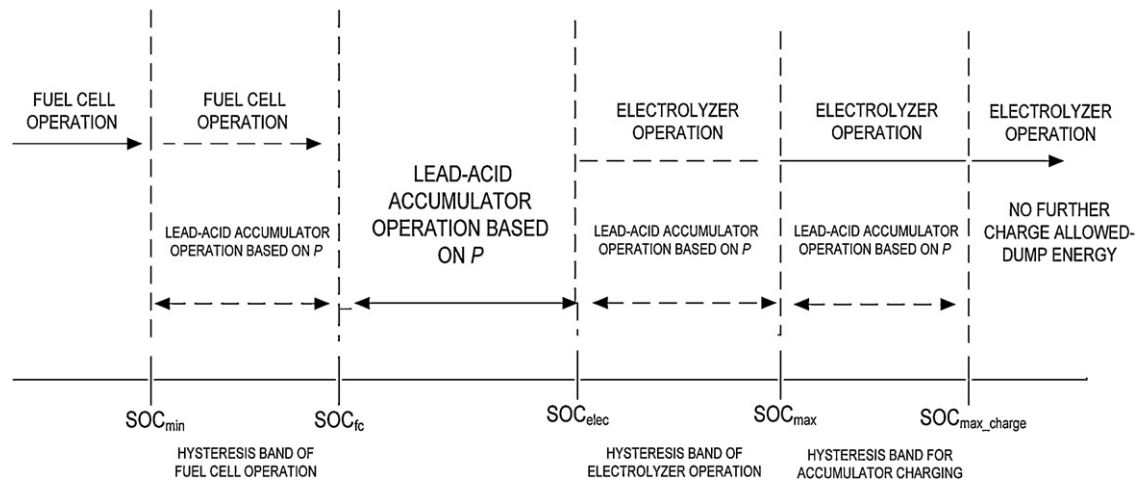 FUEL CELL
OPERATION
FUEL CELL
OPERATION
ELECTROLYZER
OPERATION
ELECTROLYZER
OPERATION
ELECTROLYZER
OPERATION
LEAD-ACID
ACCUMULATOR
OPERATION BASED
ON P
LEAD-ACID ACCUMULATOR
OPERATION BASED ON P
LEAD-ACID ACCUMULATOR
OPERATION BASED ON P
LEAD-ACID ACCUMULATOR
OPERATION BASED ON P
NO FURTHER
CHARGE ALLOWED-
DUMP ENERGY
SOCmin
SOCfc
SOCelec
SOCmax
SOCmax_charge
HYSTERESIS BAND OF
FUEL CELL OPERATION
HYSTERESIS BAND OF
ELECTROLYZER OPERATION
HYSTERESIS BAND FOR
ACCUMULATOR CHARGING